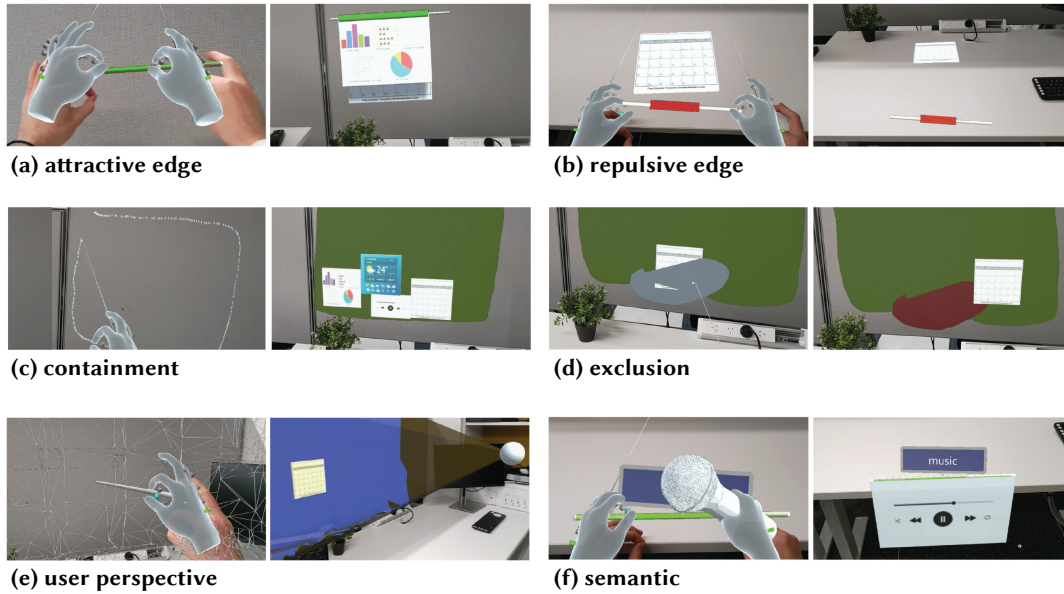 (a) attractive edge
(b) repulsive edge
24°
(c) containment
(d) exclusion
music
(e) user perspective
(f) semantic